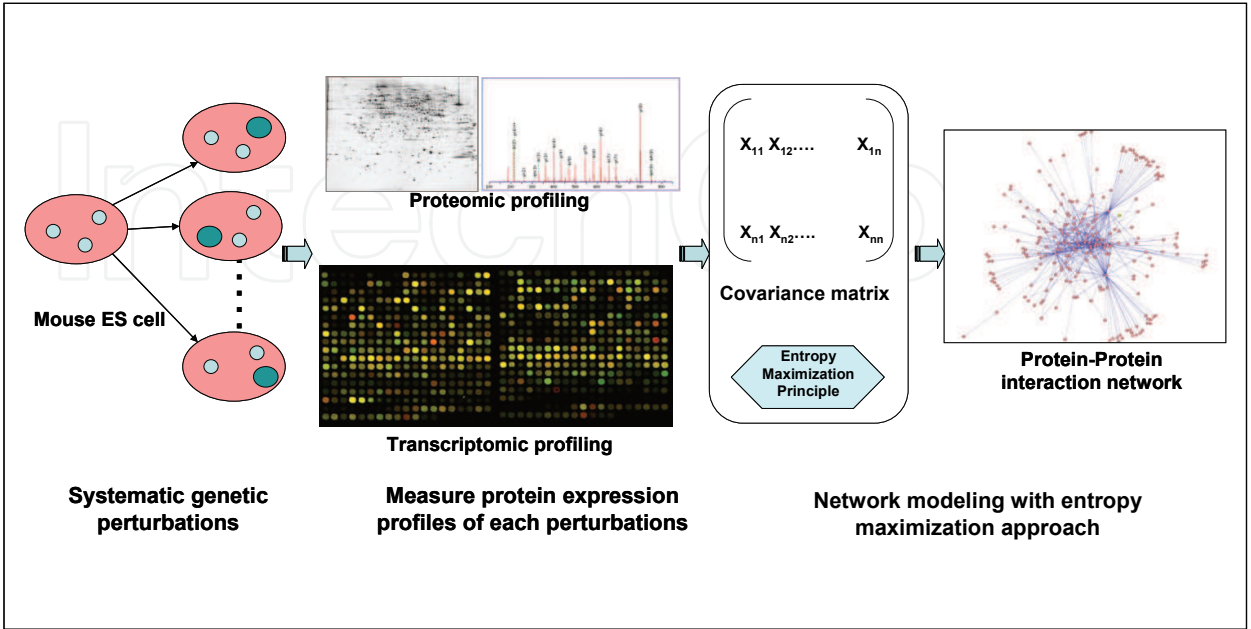 Mouse ES cell
Proteomic profiling
Transcriptomic profiling
X11 X12.... X1n
Xn1 Xn2.... Xnn
Covariance matrix
Entropy
Maximization
Principle
Protein-Protein
interaction network
Systematic genetic
perturbations
Measure protein expression
profiles of each perturbations
Network modeling with entropy
maximization approach